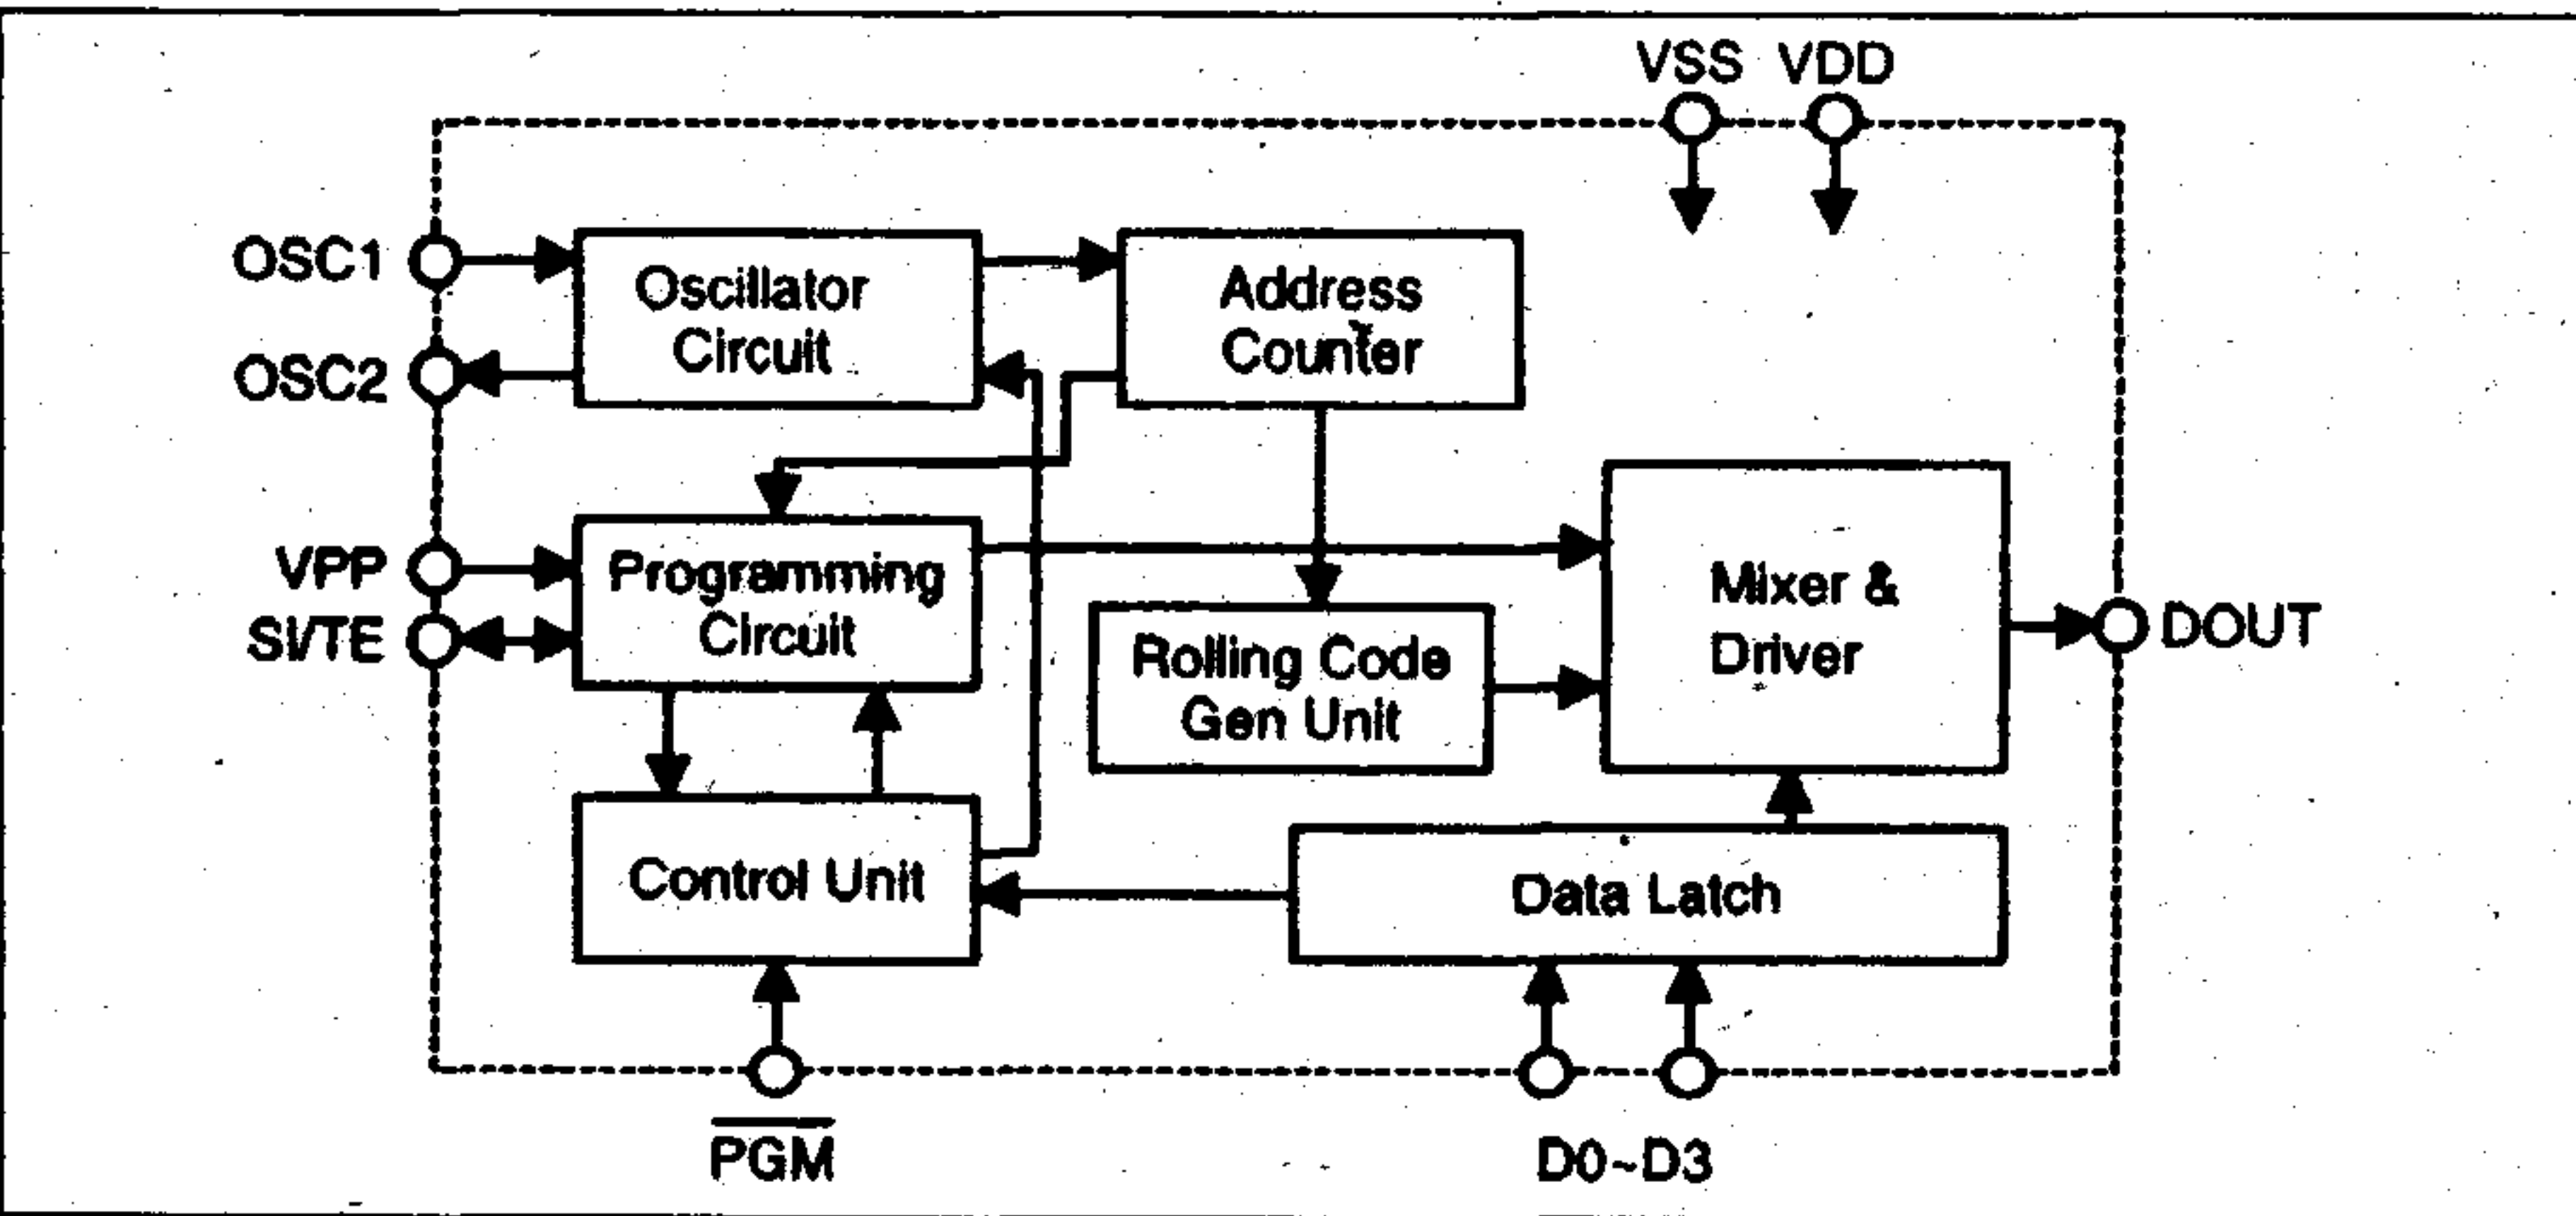 VSS VDD
OSC1
Oscillator
Circuit
Address
Counter
OSC2
VPP
Programming
Circuit
SI/TE
Mixer &
Driver
DOUT
Rolling Code
Gen Unit
Control Unit
Data Latch
PGM
D0~D3